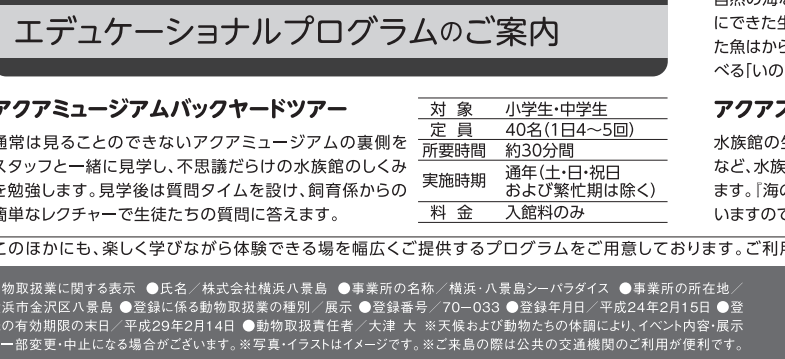 エデュケーショナルプログラムのご案内
アクアミュージアムバックヤードツアー
通常は見ることのできないアクアミュージアムの裏側を
スタッフと一緒に見学し、不思議だらけの水族館のしくみ
を勉強します。見学後は質問タイムを設け、飼育係からの
簡単なレクチャーで生徒たちの質問に答えます。
対 象 小学生・中学生
定 員 40名(1日4〜5回)
所要時間 約30分間
実施時期 通年(土・日・祝日
および繁忙期は除く)
料 金 入館料のみ
自然の海
にできた
た魚はから
べる「いの
アクア
水族館の
など、水族
ます。『海
いますので
このほかにも、楽しく学びながら体験できる場を幅広くご提供するプログラムをご用意しております。ご利
物取扱業に関する表示 ●氏名／株式会社横浜八景島 ●事業所の名称／横浜・八景島シーパラダイス ●事業所の所在地／
浜市金沢区八景島 ●登録に係る動物取扱業の種別／展示 ●登録番号／70−033 ●登録年月日／平成24年2月15日 ●登
の有効期限の末日／平成29年2月14日 ●動物取扱責任者／大津 大 ※天候および動物たちの体調により、イベント内容・展示
一部変更・中止になる場合がございます。※写真・イラストはイメージです。※ご来島の際は公共の交通機関のご利用が便利です。